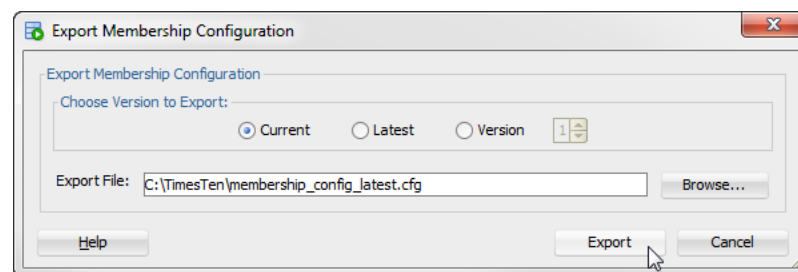 Export Membership Configuration
Export Membership Configuration
Choose Version to Export:
Current Latest Version 1
Export File: C:\TimesTen\membership_config_latest.cfg Browse...
Help Export Cancel